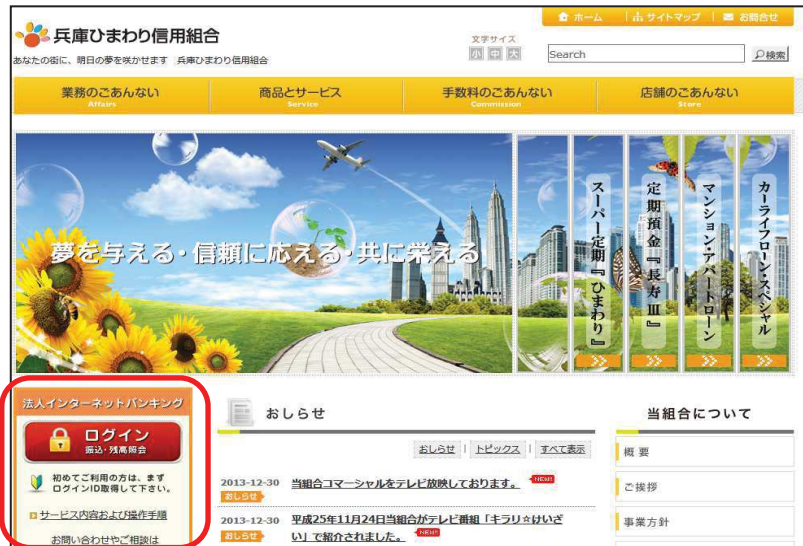 ホーム | サイトマップ | お問合せ
兵庫ひまわり信用組合
あなたの街に、明日の夢を咲かせます 兵庫ひまわり信用組合
文字サイズ
小 中 大
Search
検索
業務のごあんない
Affairs
商品とサービス
Service
手数料のごあんない
Commission
店舗のごあんない
Store
夢を与える・信頼に応える・共に栄える
スーパー定期『ひまわり』
定期預金『長寿Ⅲ』
マンション・アパートローン
カーライフローン・スペシャル
法人インターネットバンキング
ログイン
振込・残高照会
初めてご利用の方は、まず
ログインID取得して下さい。
サービス内容および操作手順
お問い合わせやご相談は
おしらせ
おしらせ | トピックス | すべて表示
2013-12-30 当組合コマーシャルをテレビ放映しております。 NEW!
おしらせ
2013-12-30 平成25年11月24日当組合がテレビ番組「キラリ☆けいざ
おしらせ い」で紹介されました。 NEW!
当組合について
概要
ご挨拶
事業方針